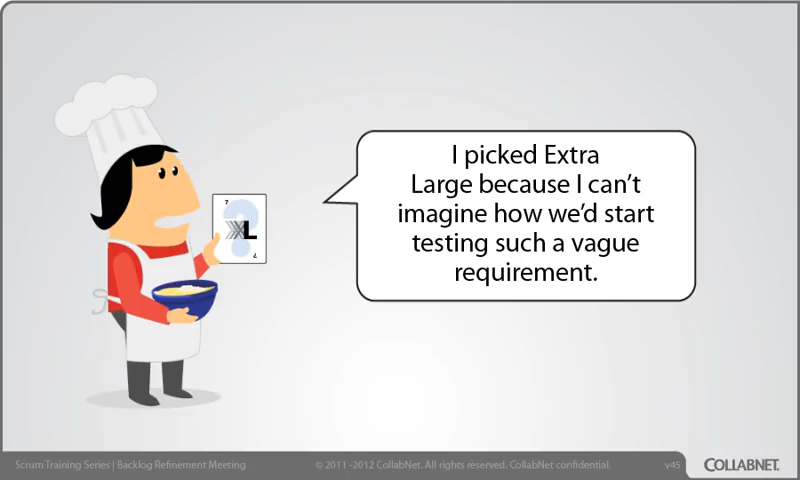 I picked Extra
Large because I can't
imagine how we'd start
testing such a vague
requirement.
?
XXL
?
Scrum Training Series | Backlog Refinement Meeting
© 2011 -2012 CollabNet. All rights reserved. CollabNet confidential.
v45
COLLABNET.